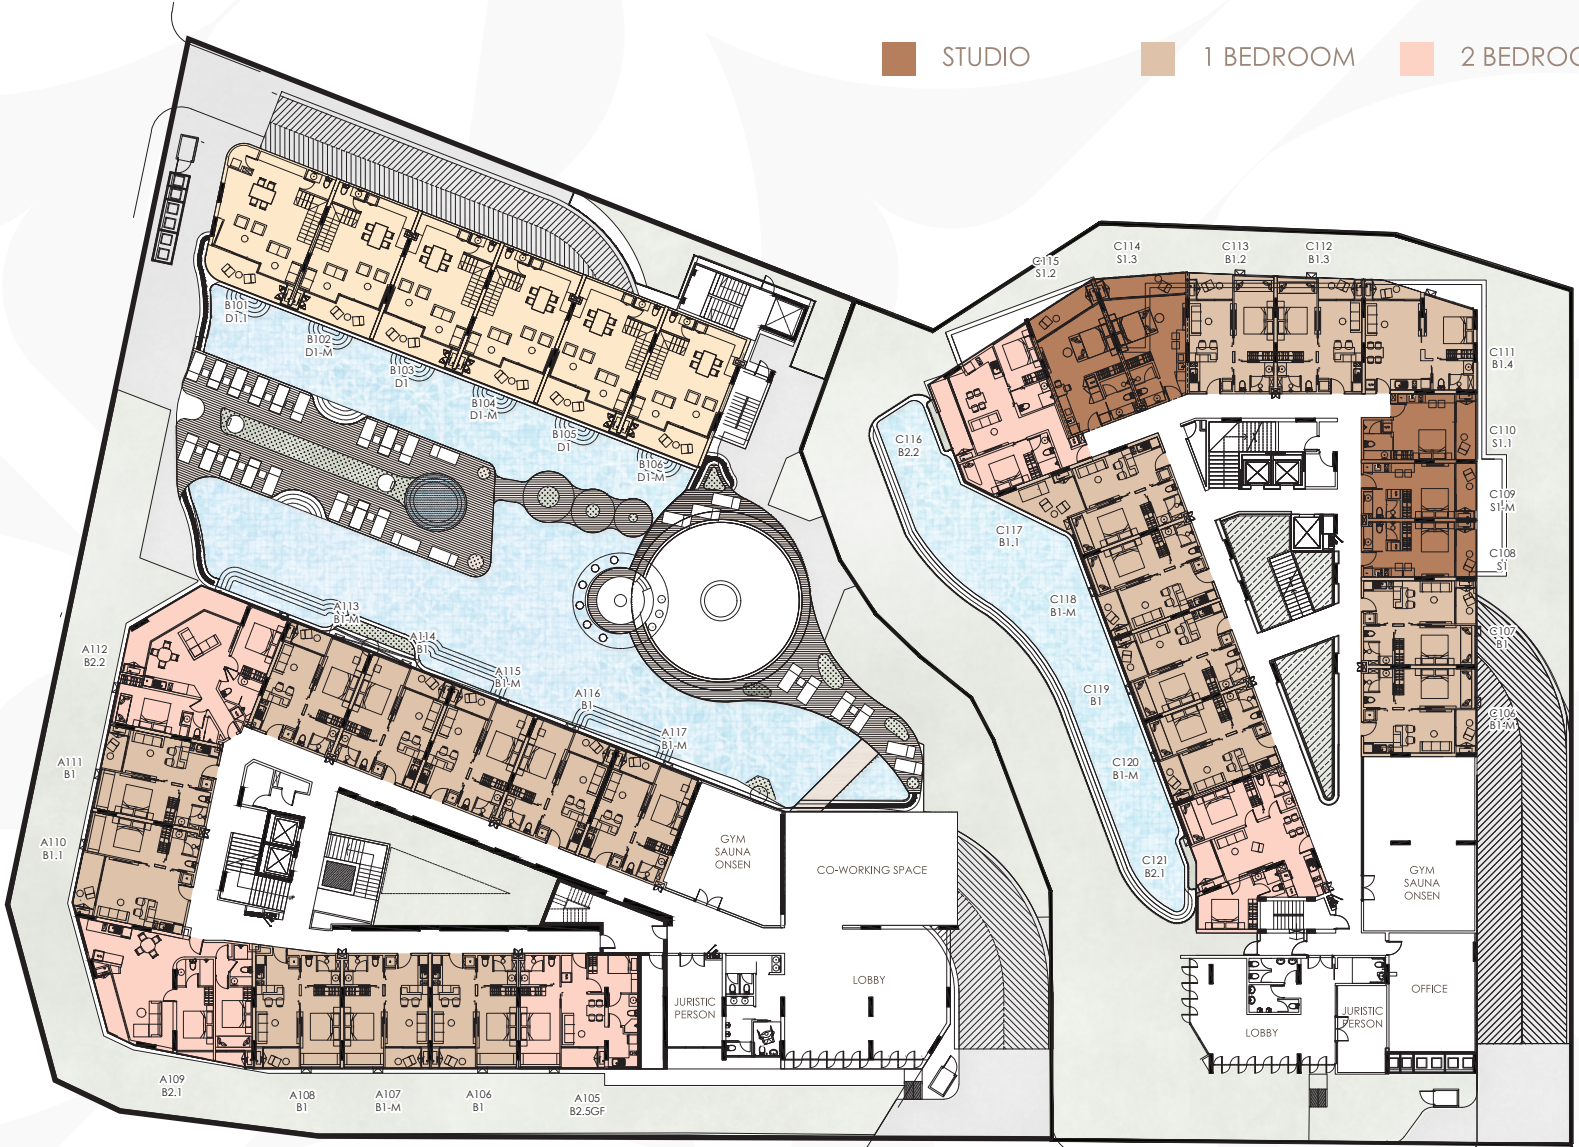 STUDIO
1 BEDROOM
2 BEDROO
C115
S1.2
C114
S1.3
C113
B1.2
C112
B1.3
B101
D1.1
B102
D1-M
B103
D1
B104
D1-M
B105
D1
B106
D1-M
C111
B1.4
C110
S1.1
C109
S1-M
C108
S1
C107
B1
C106
B1-M
C116
B2.2
C117
B1.1
C118
B1-M
C119
B1
C120
B1-M
C121
B2.1
A113
B1-M
A114
B1
A115
B1-M
A116
B1
A117
B1-M
A112
B2.2
A111
B1
A110
B1.1
GYM
SAUNA
ONSEN
CO-WORKING SPACE
GYM
SAUNA
ONSEN
LOBBY
JURISTIC
PERSON
OFFICE
JURISTIC
PERSON
LOBBY
A109
B2.1
A108
B1
A107
B1-M
A106
B1
A105
B2.5GF